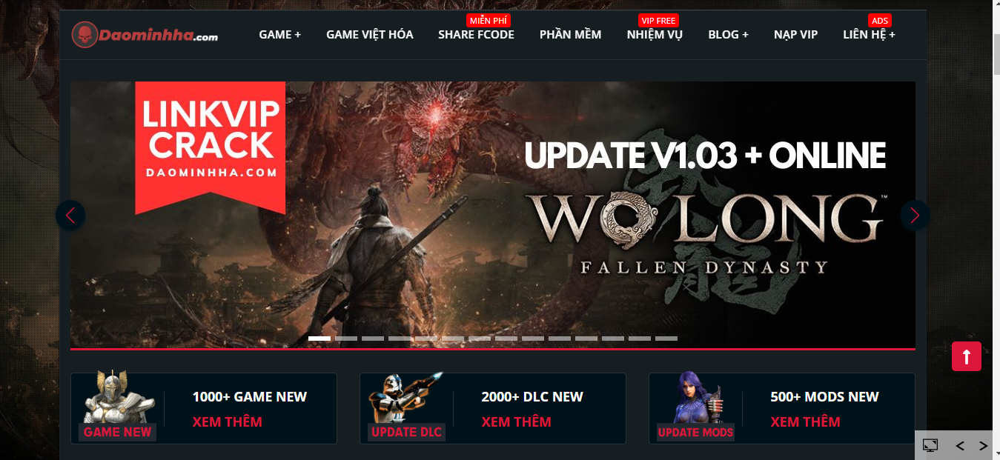 Daominhha.com
GAME +
GAME VIỆT HÓA
MIỄN PHÍ
SHARE FCODE
PHẦN MỀM
VIP FREE
NHIỆM VỤ
BLOG +
NẠP VIP
ADS
LIÊN HỆ +
LINKVIP
CRACK
DAOMINHHA.COM
UPDATE V1.03 + ONLINE
WO LONG™
FALLEN DYNASTY
GAME NEW
1000+ GAME NEW
XEM THÊM
UPDATE DLC
2000+ DLC NEW
XEM THÊM
UPDATE MODS
500+ MODS NEW
XEM THÊM